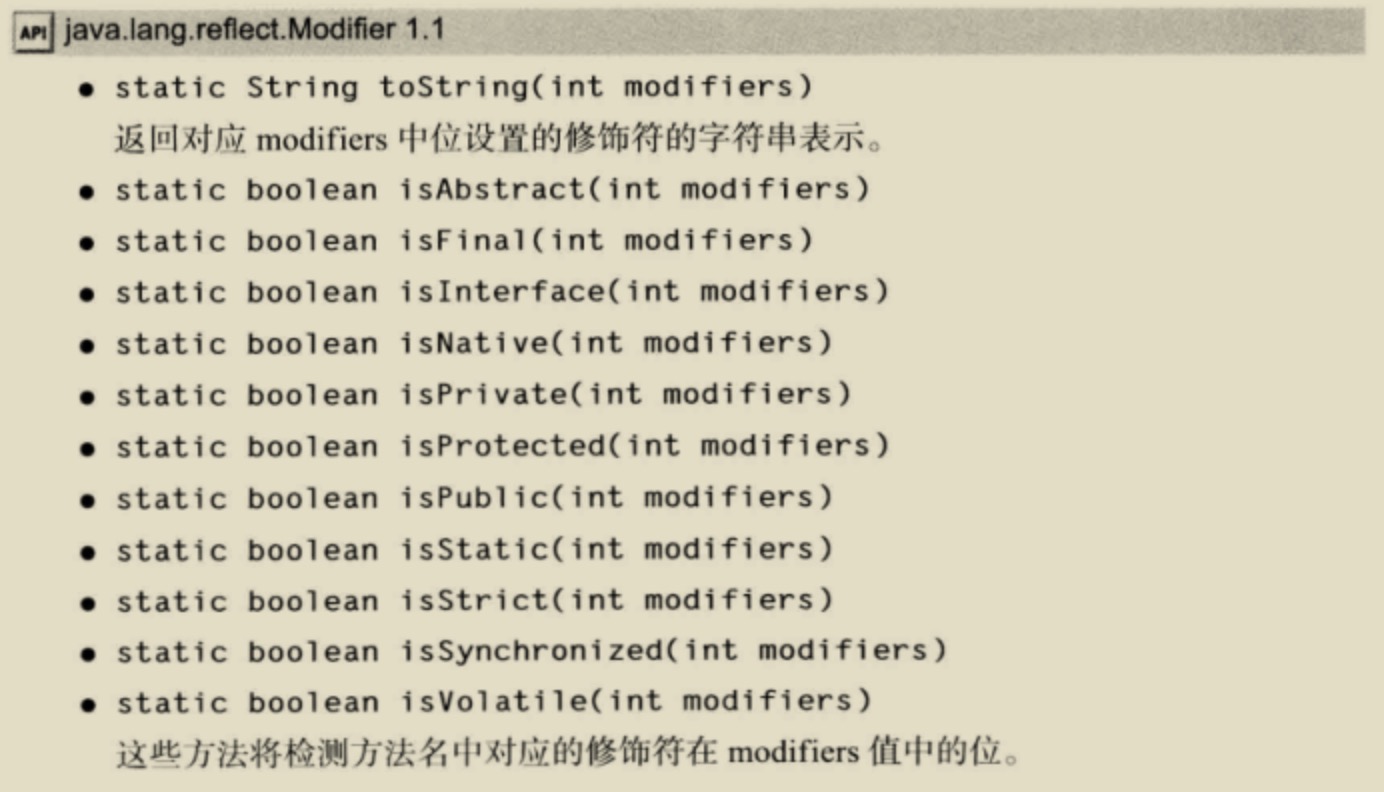 API java.lang.reflect.Modifier 1.1
● static String toString(int modifiers)
返回对应 modifiers 中位设置的修饰符的字符串表示。
● static boolean isAbstract(int modifiers)
● static boolean isFinal(int modifiers)
● static boolean isInterface(int modifiers)
● static boolean isNative(int modifiers)
● static boolean isPrivate(int modifiers)
● static boolean isProtected(int modifiers)
● static boolean isPublic(int modifiers)
● static boolean isStatic(int modifiers)
● static boolean isStrict(int modifiers)
● static boolean isSynchronized(int modifiers)
● static boolean isVolatile(int modifiers)
这些方法将检测方法名中对应的修饰符在 modifiers 值中的位。